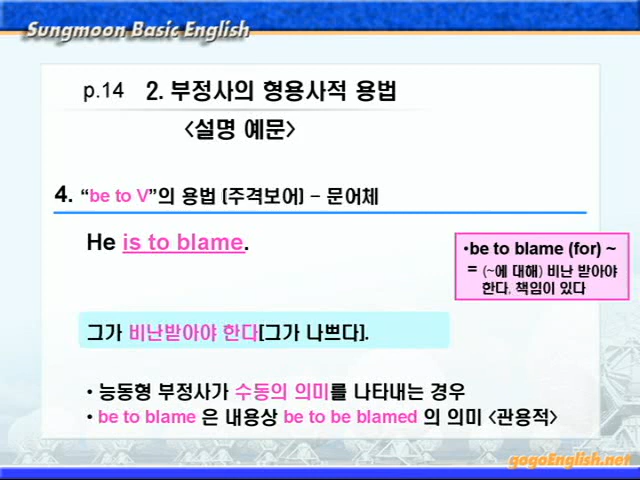 Sungmoon Basic English
p.14 2. 부정사의 형용사적 용법
<설명 예문>
4. "be to V"의 용법 [주격보어] - 문어체
He is to blame.
•be to blame (for) ~
= (~에 대해) 비난 받아야
한다. 책임이 있다
그가 비난받아야 한다[그가 나쁘다].
• 능동형 부정사가 수동의 의미를 나타내는 경우
• be to blame 은 내용상 be to be blamed 의 의미 <관용적>
gogoEnglish.net